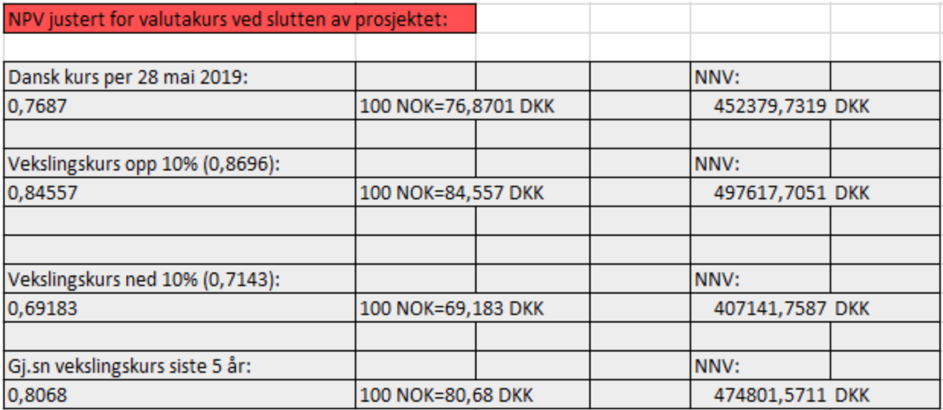 NPV justert for valutakurs ved slutten av prosjektet:
Dansk kurs per 28 mai 2019: NNV:
0,7687 100 NOK=76,8701 DKK 452379,7319 DKK
Vekslingskurs opp 10% (0,8696): NNV:
0,84557 100 NOK=84,557 DKK 497617,7051 DKK
Vekslingskurs ned 10% (0,7143): NNV:
0,69183 100 NOK=69,183 DKK 407141,7587 DKK
Gj.sn vekslingskurs siste 5 år: NNV:
0,8068 100 NOK=80,68 DKK 474801,5711 DKK